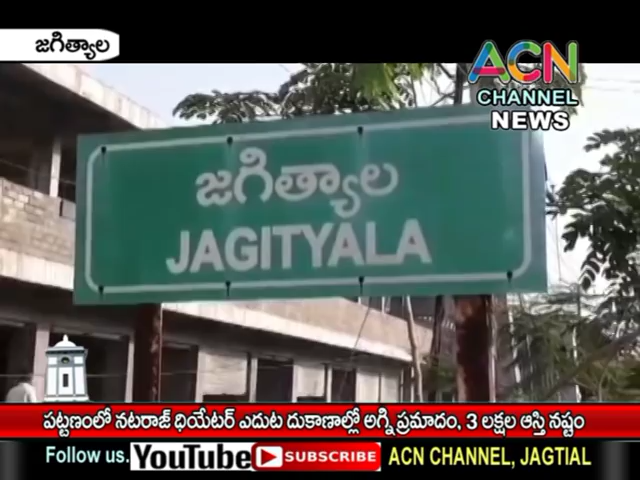 జగిత్యాల
ACN
CHANNEL
NEWS
జగిత్యాల
JAGITYALA
పట్టణంలో నటరాజ్ థియేటర్ ఎదుట దుకాణాల్లో అగ్ని ప్రమాదం, 3 లక్షల ఆస్తి నష్టం
Follow us. YouTube SUBSCRIBE ACN CHANNEL, JAGTIAL